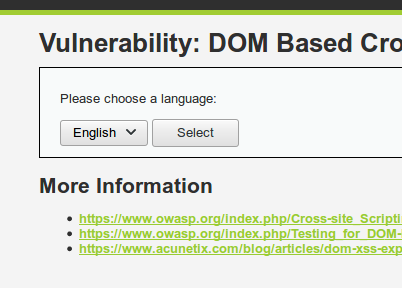 Vulnerability: DOM Based Cro
Please choose a language:
English Select
More Information
https://www.owasp.org/index.php/Cross-site_Scripti
https://www.owasp.org/index.php/Testing_for_DOM-
https://www.acunetix.com/blog/articles/dom-xss-exp